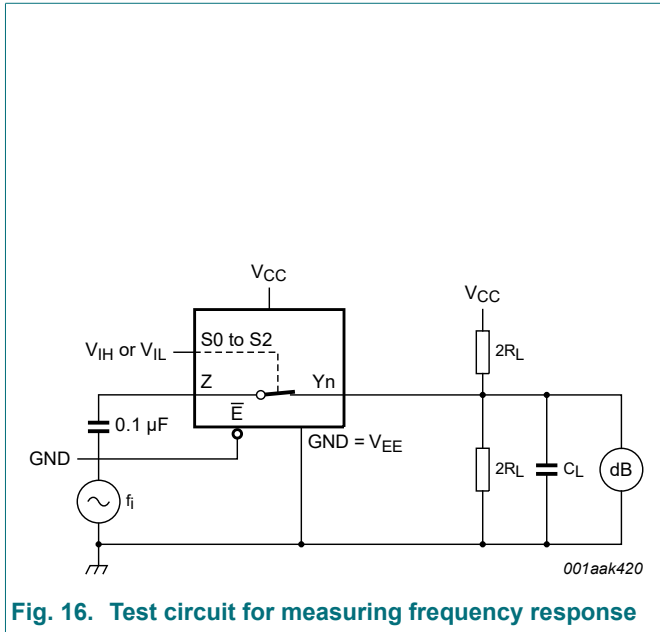 VCC
VCC
S0 to S2
2RL
VIH or VIL
Z
Yn
E
0.1 µF
GND = VEE
GND
2RL
CL
dB
fi
001aak420
Fig. 16. Test circuit for measuring frequency response